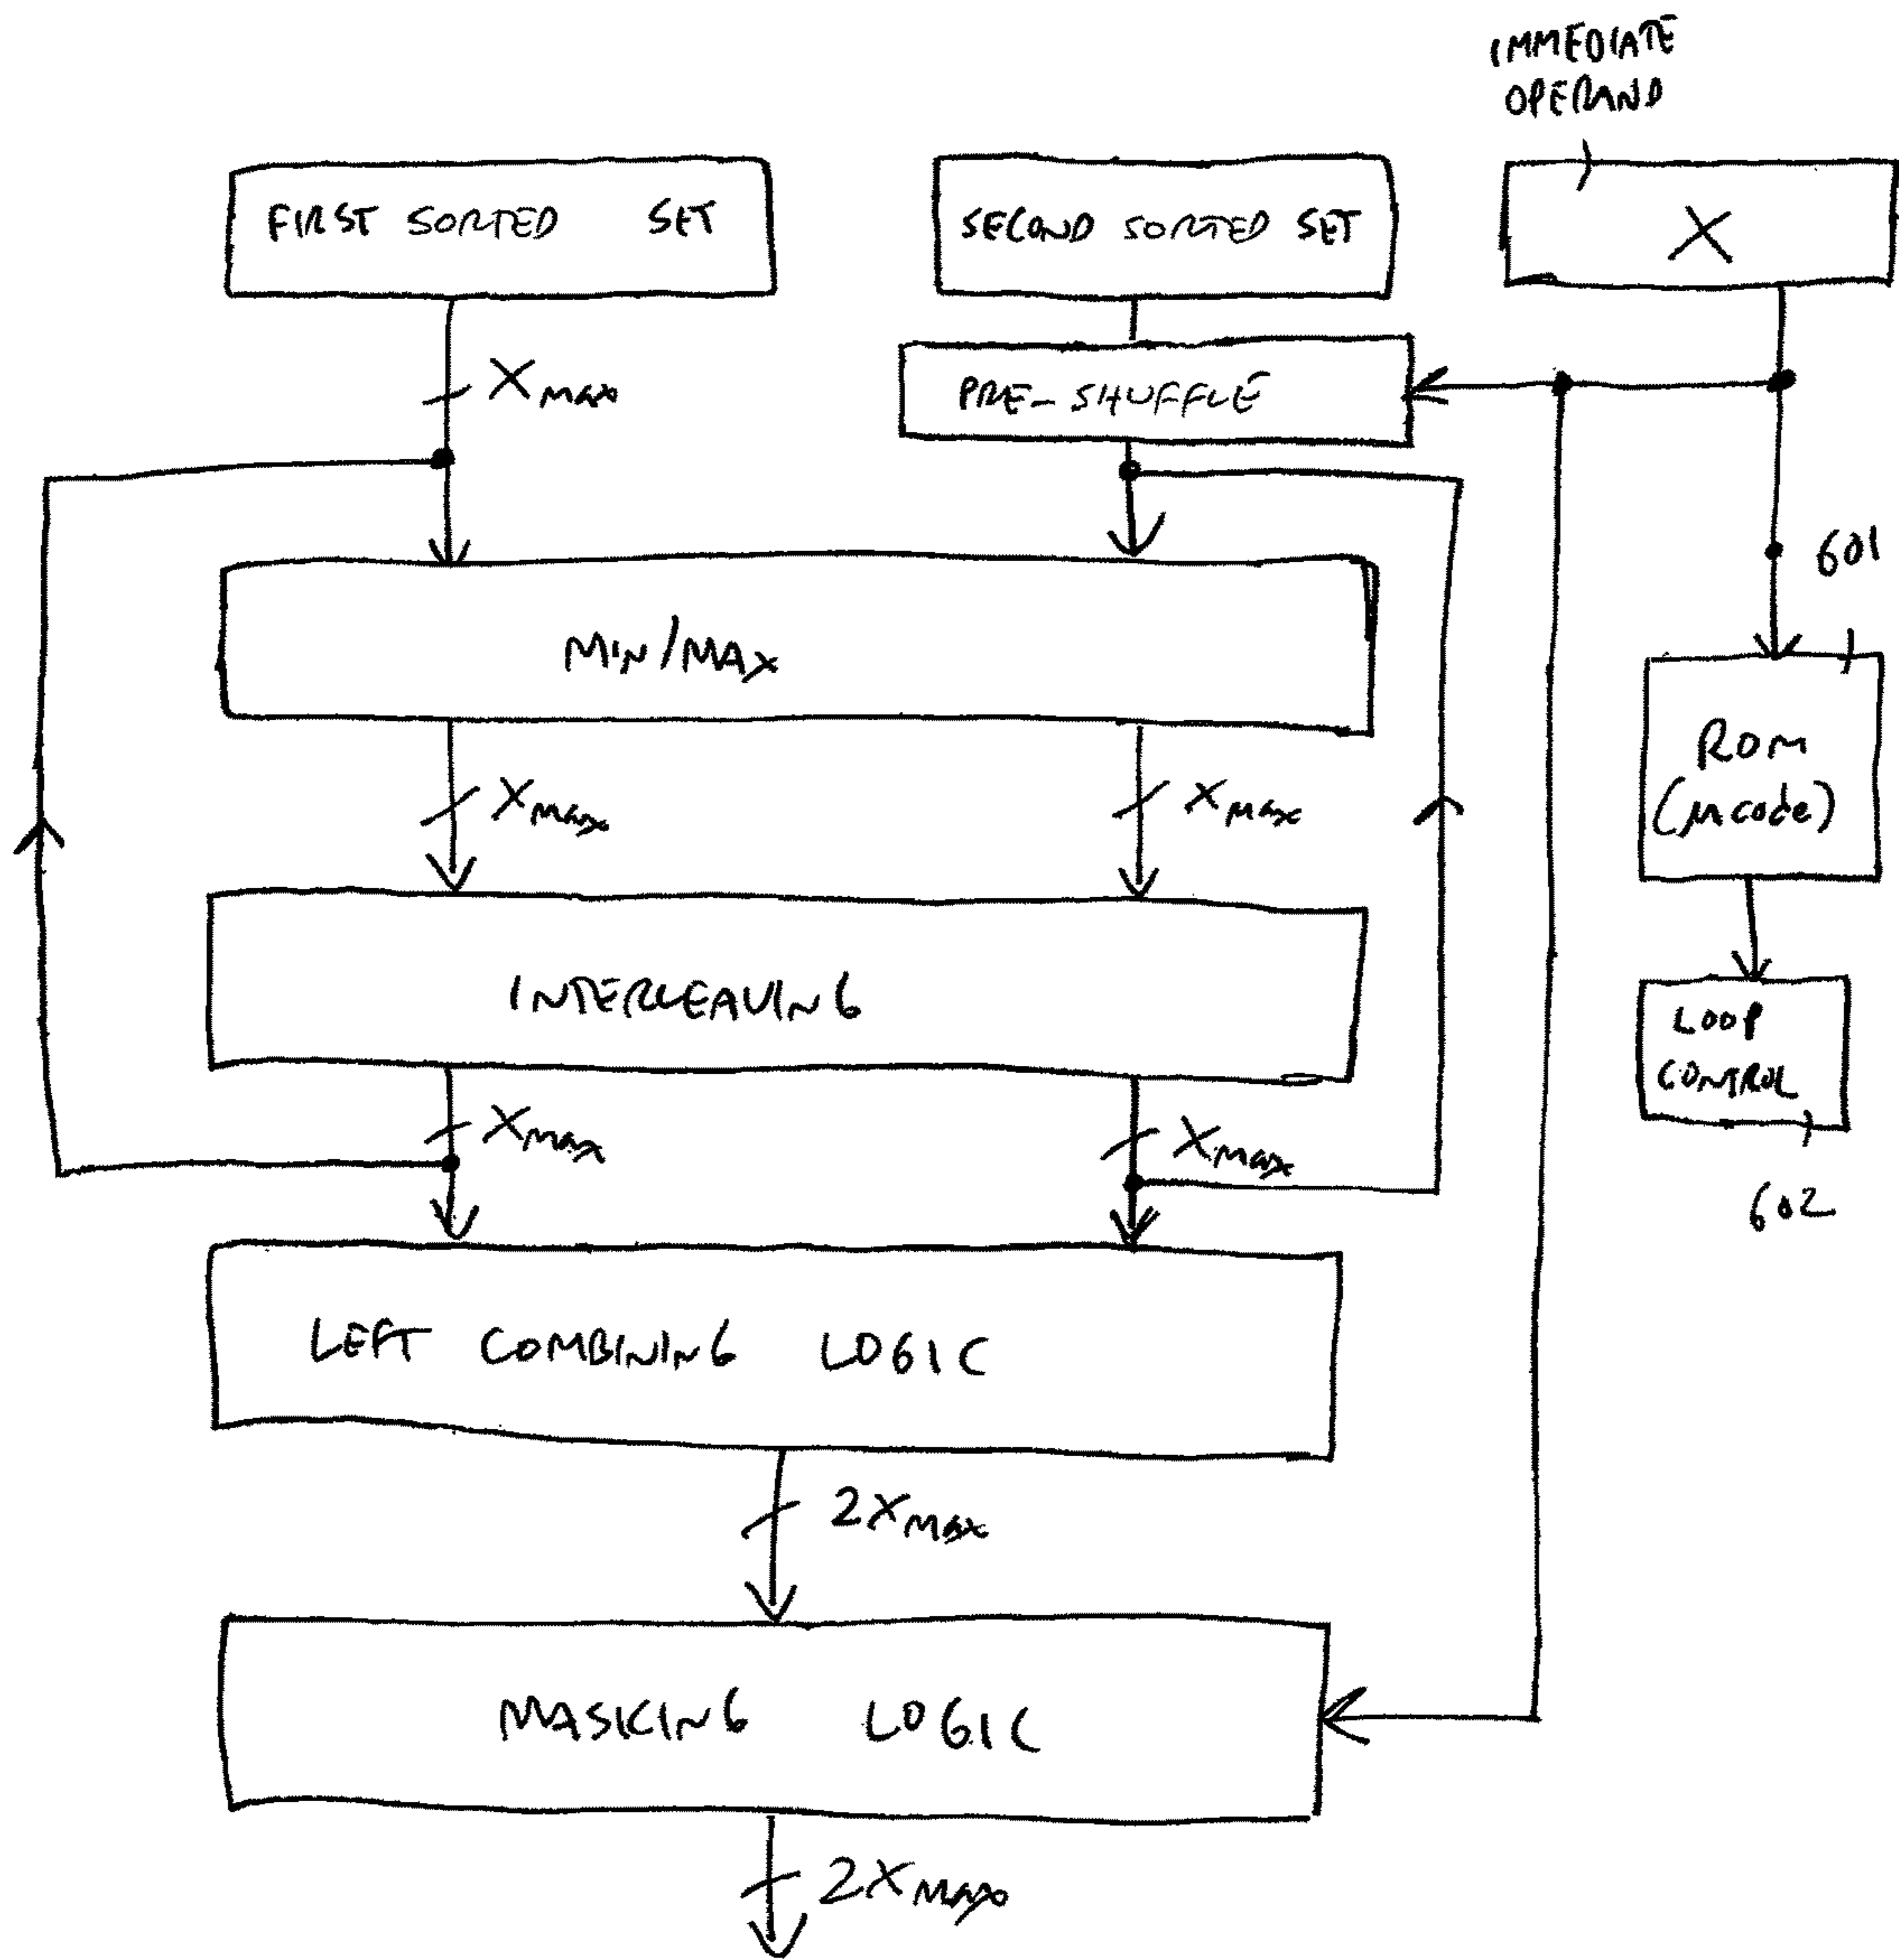 IMMEDIATE
OPERAND
FIRST SORTED SET
SECOND SORTED SET
X
Xmax
PRE-SHUFFLE
601
MIN/MAX
ROM
(μcode)
Xmax
Xmax
INTERLEAVING
LOOP
CONTROL
Xmax
Xmax
602
LEFT COMBINING LOGIC
2Xmax
MASKING LOGIC
2Xmax